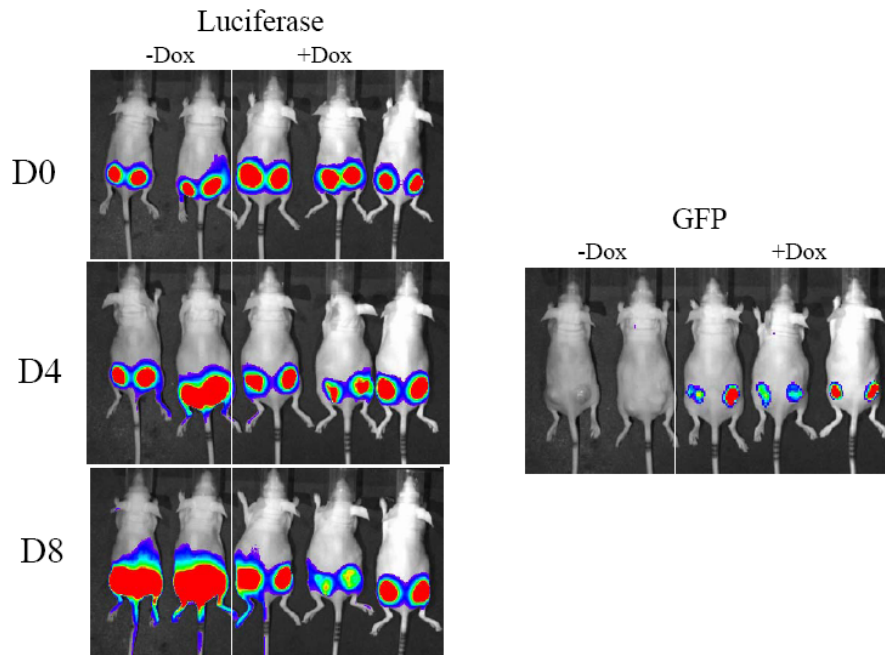 Luciferase
-Dox +Dox
D0
GFP
-Dox +Dox
D4
D8